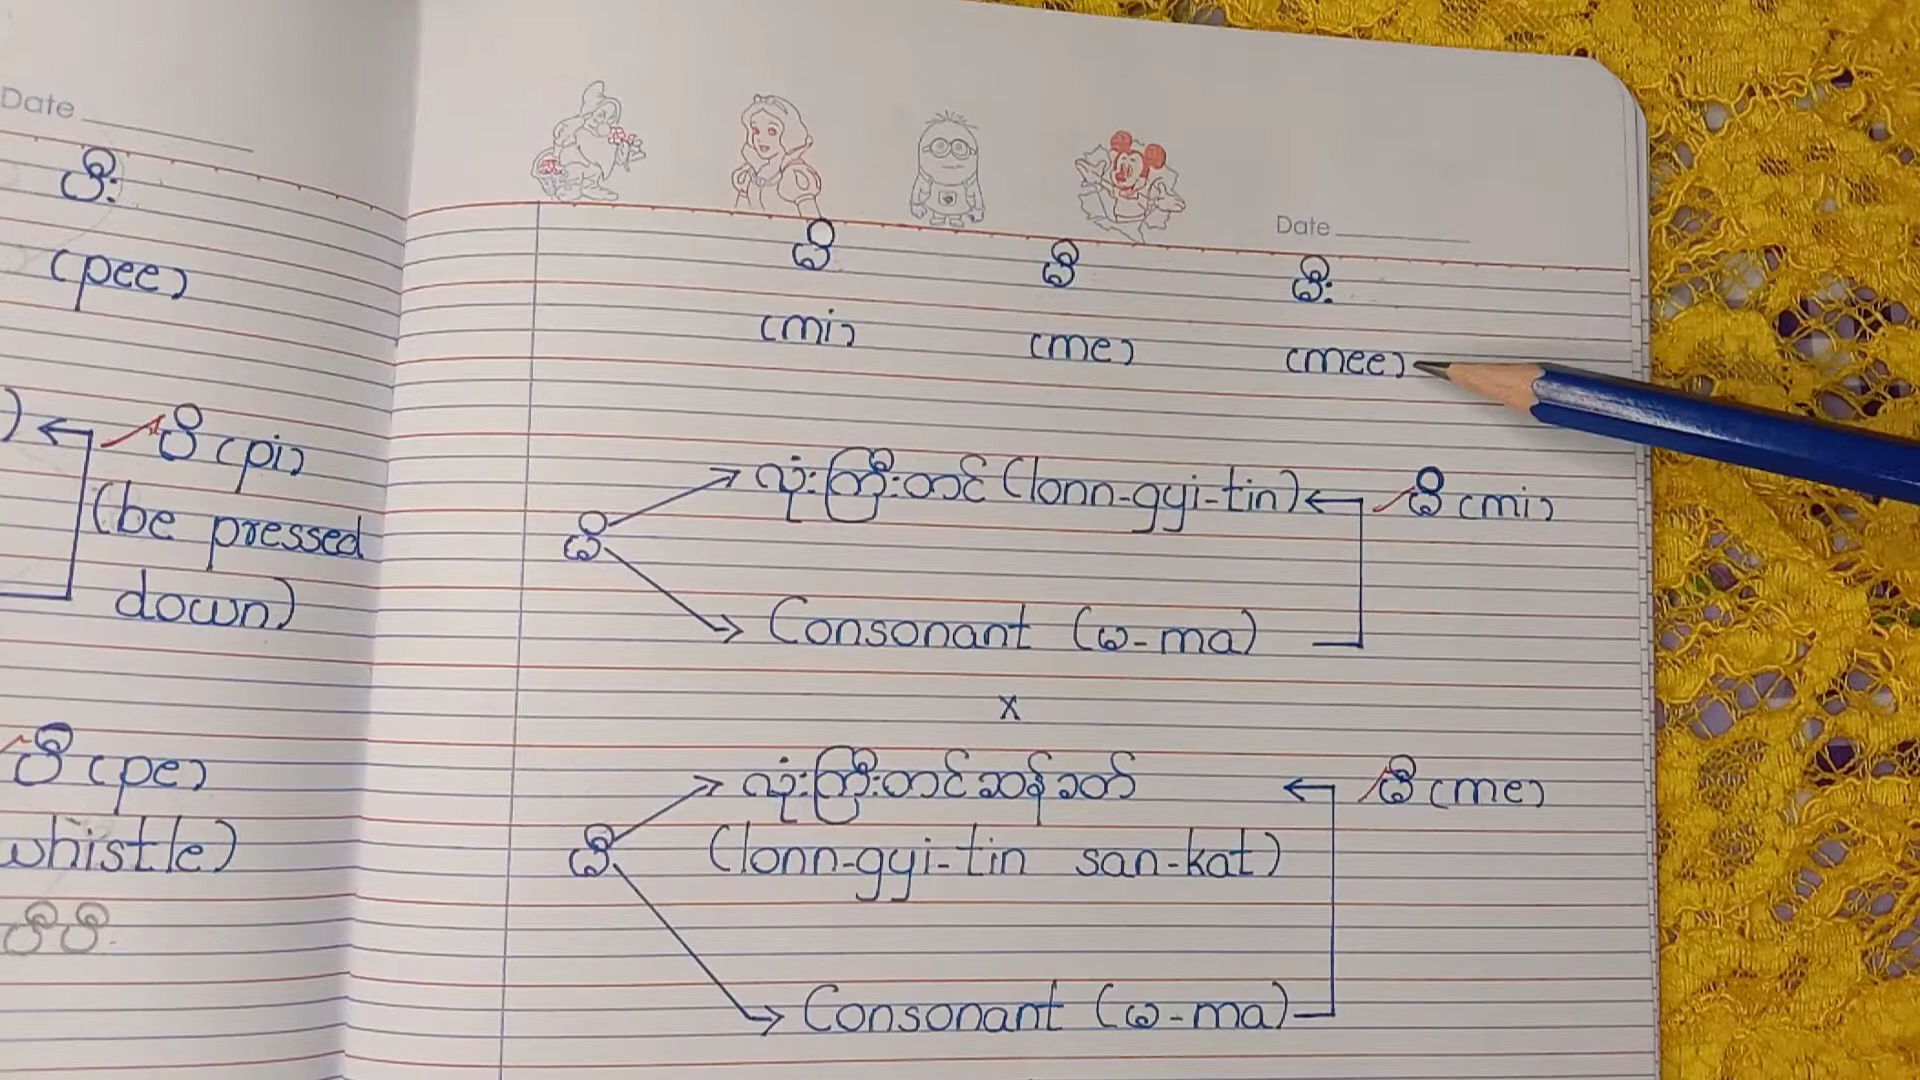 Date
ပီး
(pee)
) ← ပိ (pi)
(be pressed
down)
ပီ (pe)
whistle)
ပီပီ
Date
မိ မီ မီး
(mi) (me) (mee)
မိ → လုံးကြီးတင် (lonn-gyi-tin) ← မိ (mi)
→ Consonant (မ-ma)
x
မီ → လုံးကြီးတင်ဆန်ခတ် ← မီ (me)
(lonn-gyi-tin san-kat)
→ Consonant (မ-ma)